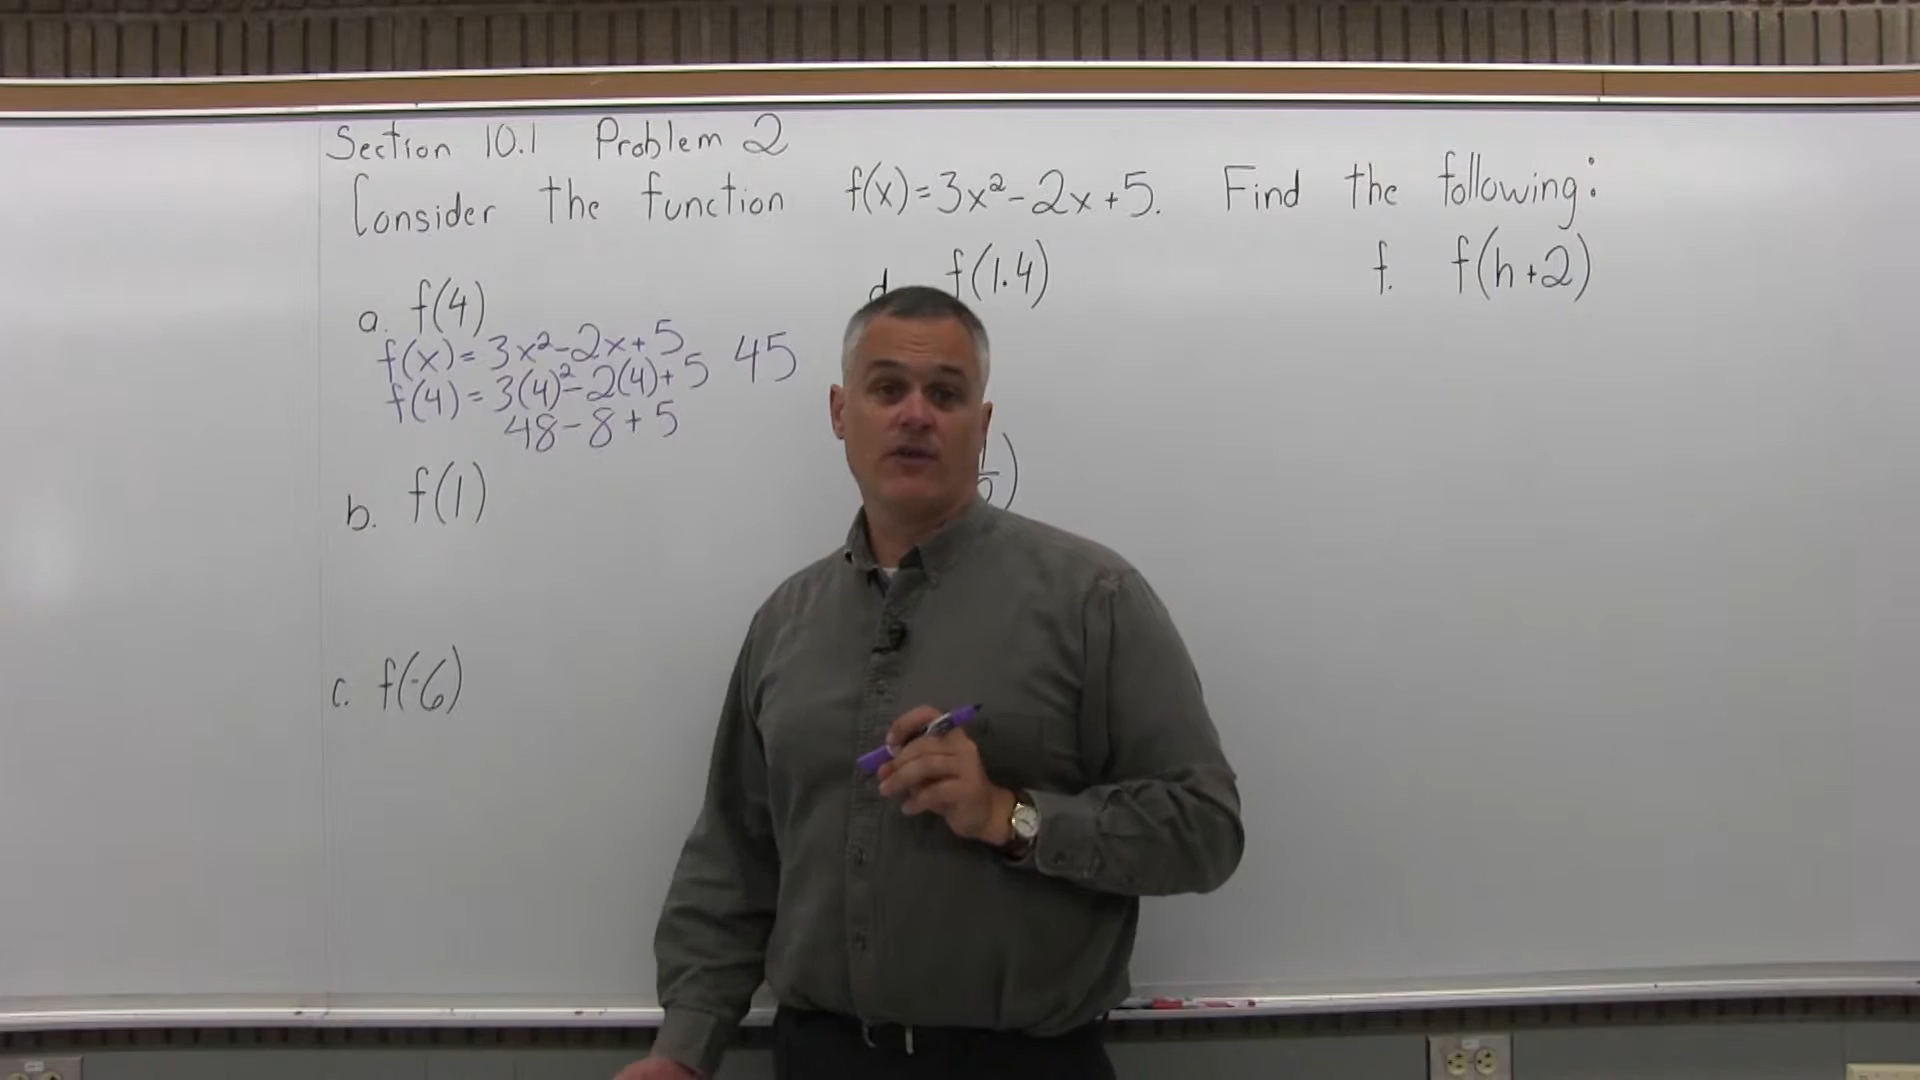 Section 10.1 Problem 2
Consider the function f(x)=3x²-2x+5. Find the following:
a. f(4)
f(x)=3x²-2x+5
f(4)=3(4)²-2(4)+5 45
48-8+5
b. f(1)
c. f(-6)
d f(1.4)
f. f(h+2)